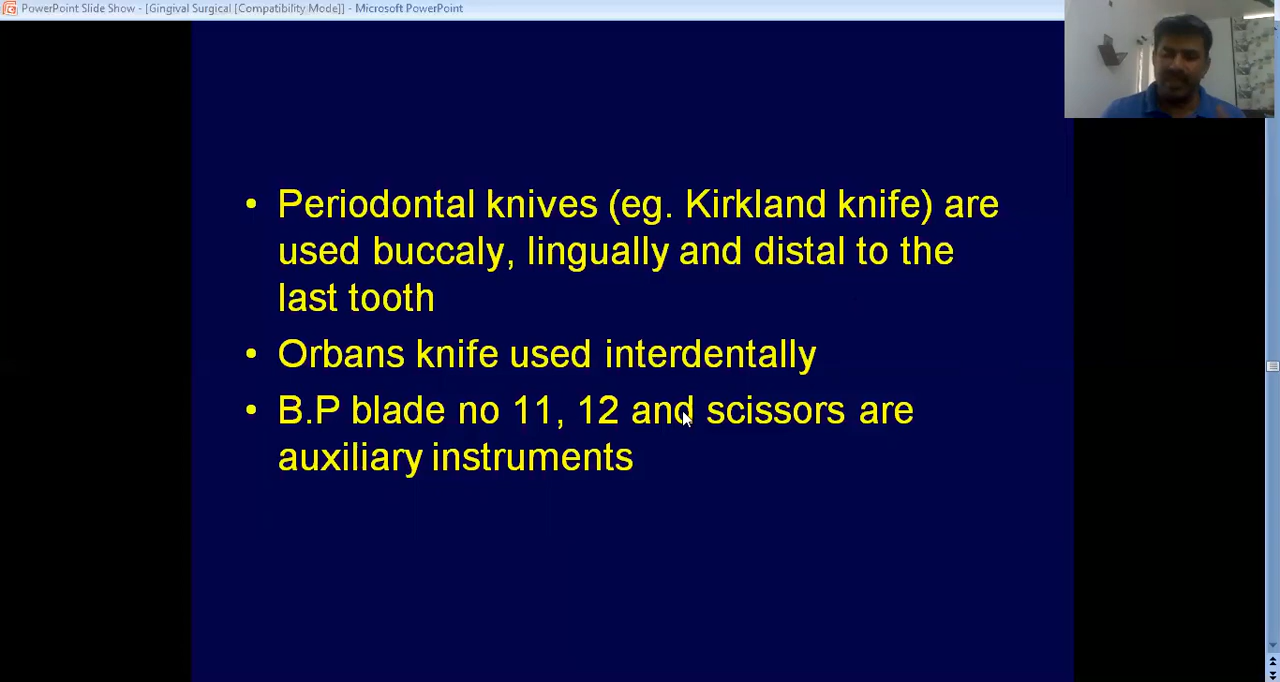 PowerPoint Slide Show - [Gingival Surgical [Compatibility Mode]] - Microsoft PowerPoint
• Periodontal knives (eg. Kirkland knife) are
used buccaly, lingually and distal to the
last tooth
• Orbans knife used interdentally
• B.P blade no 11, 12 and scissors are
auxiliary instruments